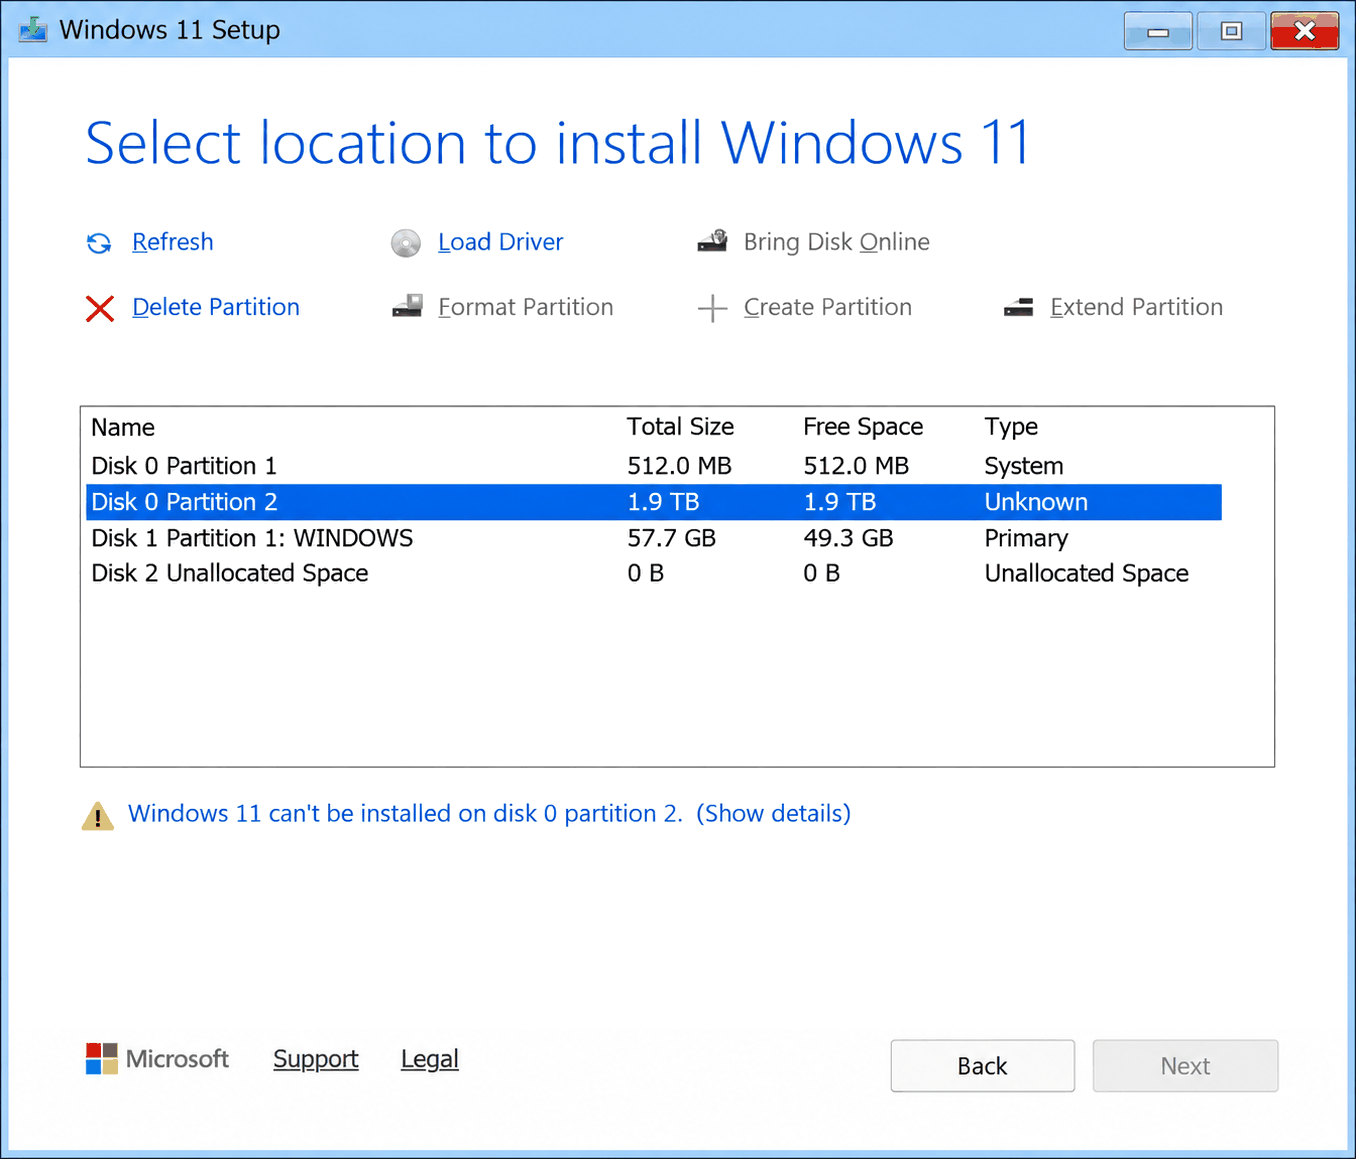 Windows 11 Setup
Select location to install Windows 11
Refresh Load Driver Bring Disk Online
Delete Partition Format Partition Create Partition Extend Partition
Name Total Size Free Space Type
Disk 0 Partition 1 512.0 MB 512.0 MB System
Disk 0 Partition 2 1.9 TB 1.9 TB Unknown
Disk 1 Partition 1: WINDOWS 57.7 GB 49.3 GB Primary
Disk 2 Unallocated Space 0 B 0 B Unallocated Space
Windows 11 can't be installed on disk 0 partition 2. (Show details)
Microsoft Support Legal Back Next